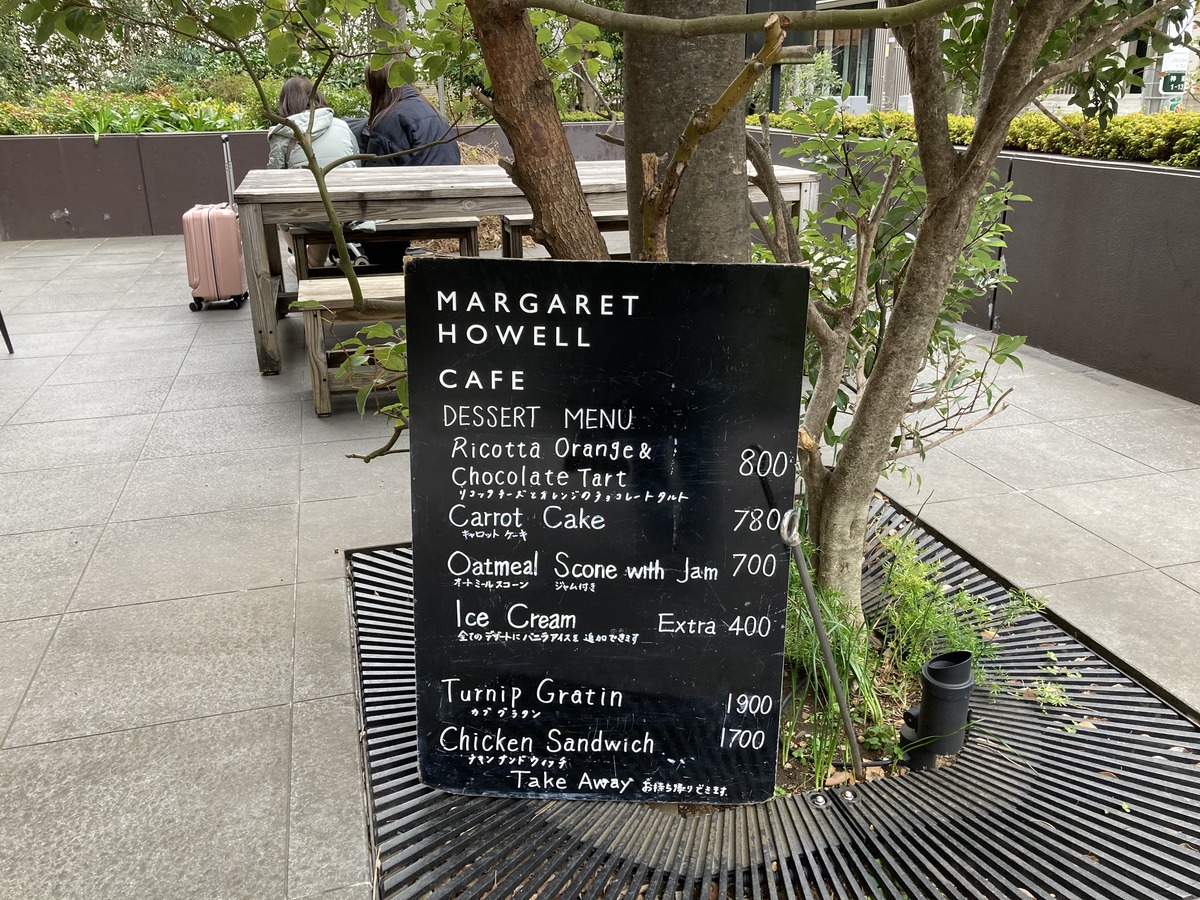 MARGARET
HOWELL
CAFE
DESSERT MENU
Ricotta Orange &
Chocolate Tart 800
リコッタチーズとオレンジのチョコレートタルト
Carrot Cake 780
キャロットケーキ
Oatmeal Scone with Jam 700
オートミールスコーン ジャム付き
Ice Cream Extra 400
全てのデザートにバニラアイスを追加できます
Turnip Gratin 1900
カブグラタン
Chicken Sandwich 1700
チキンサンドウィッチ
Take Away お持ち帰りできます.